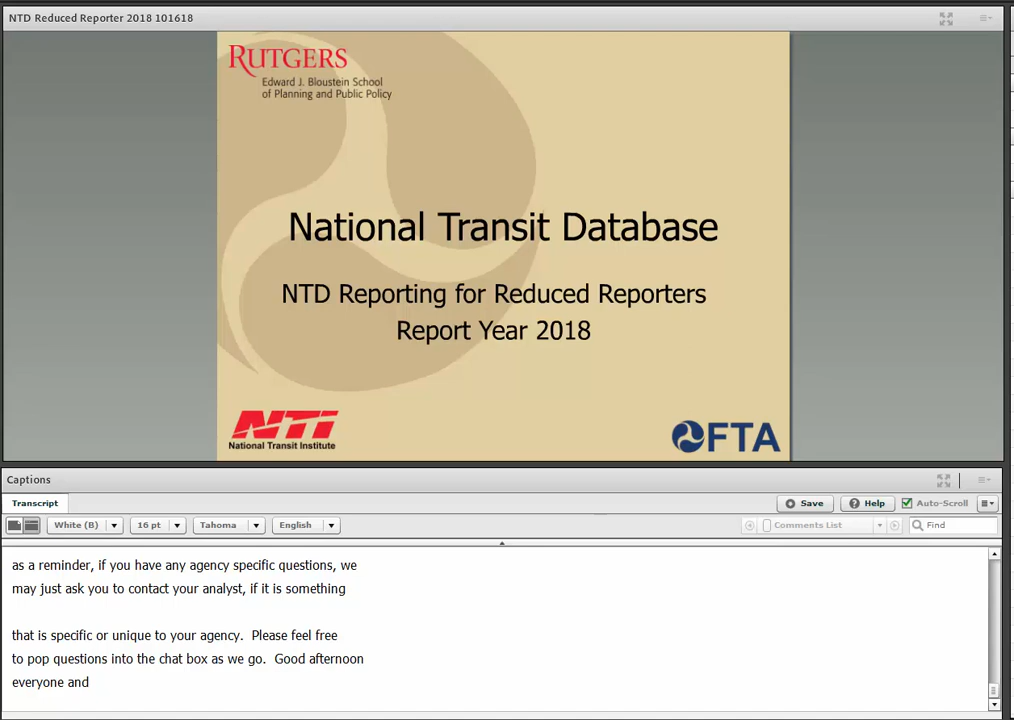 NTD Reduced Reporter 2018 101618
RUTGERS
Edward J. Bloustein School
of Planning and Public Policy
National Transit Database
NTD Reporting for Reduced Reporters
Report Year 2018
NTI
National Transit Institute
FTA
Captions
Transcript
Save
Help
Auto-Scroll
White (B)
16 pt
Tahoma
English
Comments List
Find
as a reminder, if you have any agency specific questions, we
may just ask you to contact your analyst, if it is something
that is specific or unique to your agency.  Please feel free
to pop questions into the chat box as we go.  Good afternoon
everyone and